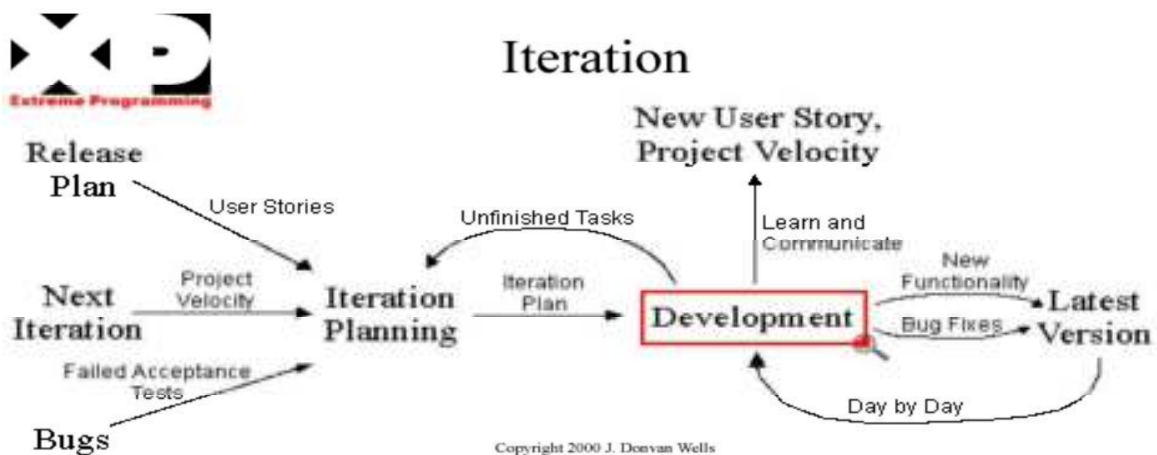 XP
Extreme Programming
Iteration
New User Story,
Project Velocity
Release
Plan
User Stories
Unfinished Tasks
Learn and
Communicate
New
Functionality
Next
Iteration
Project
Velocity
Iteration
Planning
Iteration
Plan
Development
Bug Fixes
Latest
Version
Failed Acceptance
Tests
Day by Day
Bugs
Copyright 2000 J. Donvan Wells